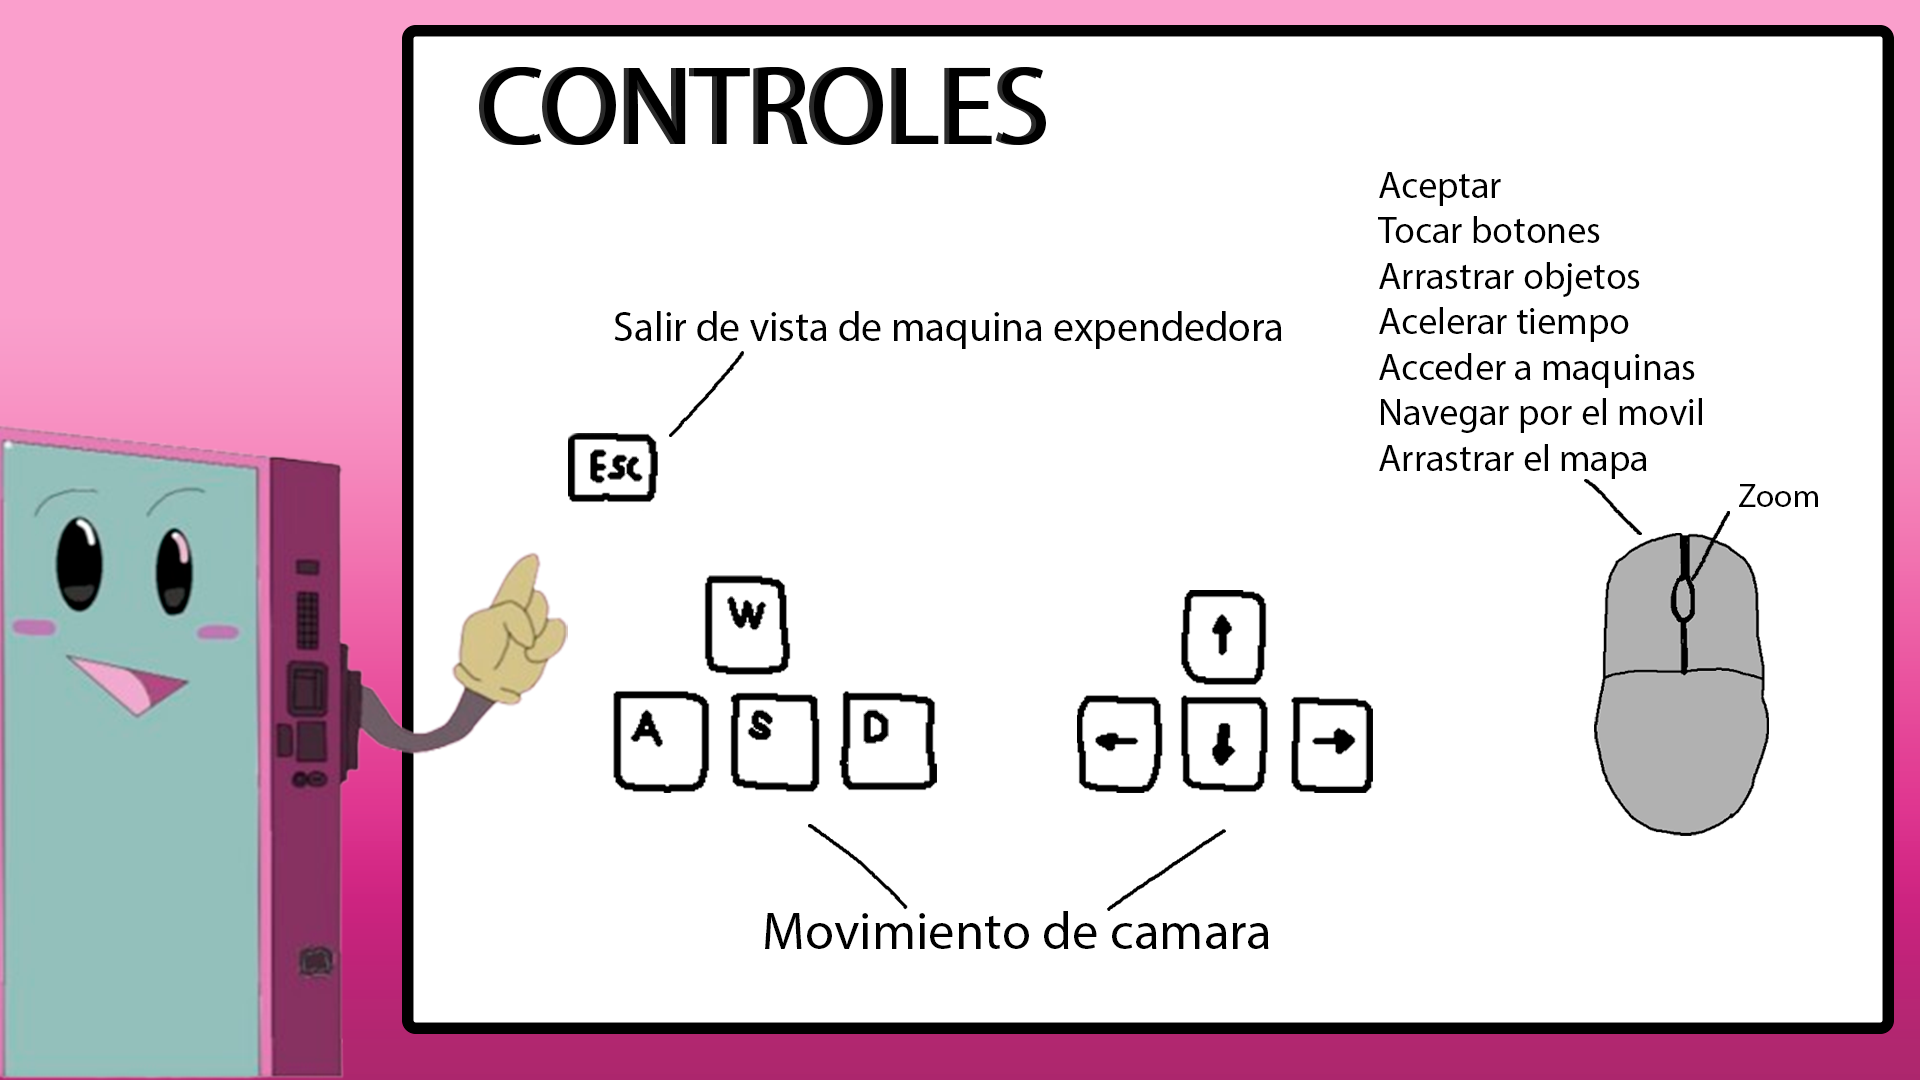 CONTROLES
Aceptar
Tocar botones
Arrastrar objetos
Acelerar tiempo
Acceder a maquinas
Navegar por el movil
Arrastrar el mapa
Salir de vista de maquina expendedora
Esc
Zoom
W
A S D
↑
← ↓ →
Movimiento de camara